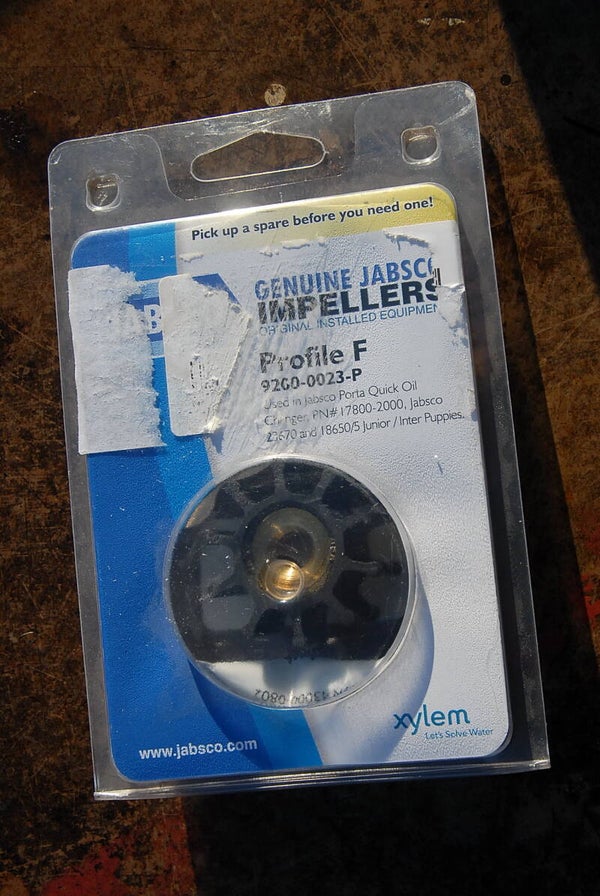 Pick up a spare before you need one!
GENUINE JABSCO
IMPELLERS
ORIGINAL INSTALLED EQUIPMEN
Profile F
9200-0023-P
Used in Jabsco Porta Quick Oil
Changer, PN# 17800-2000, Jabsco
23670 and 18650/5 Junior / Inter Puppies.
www.jabsco.com
xylem
Let's Solve Water